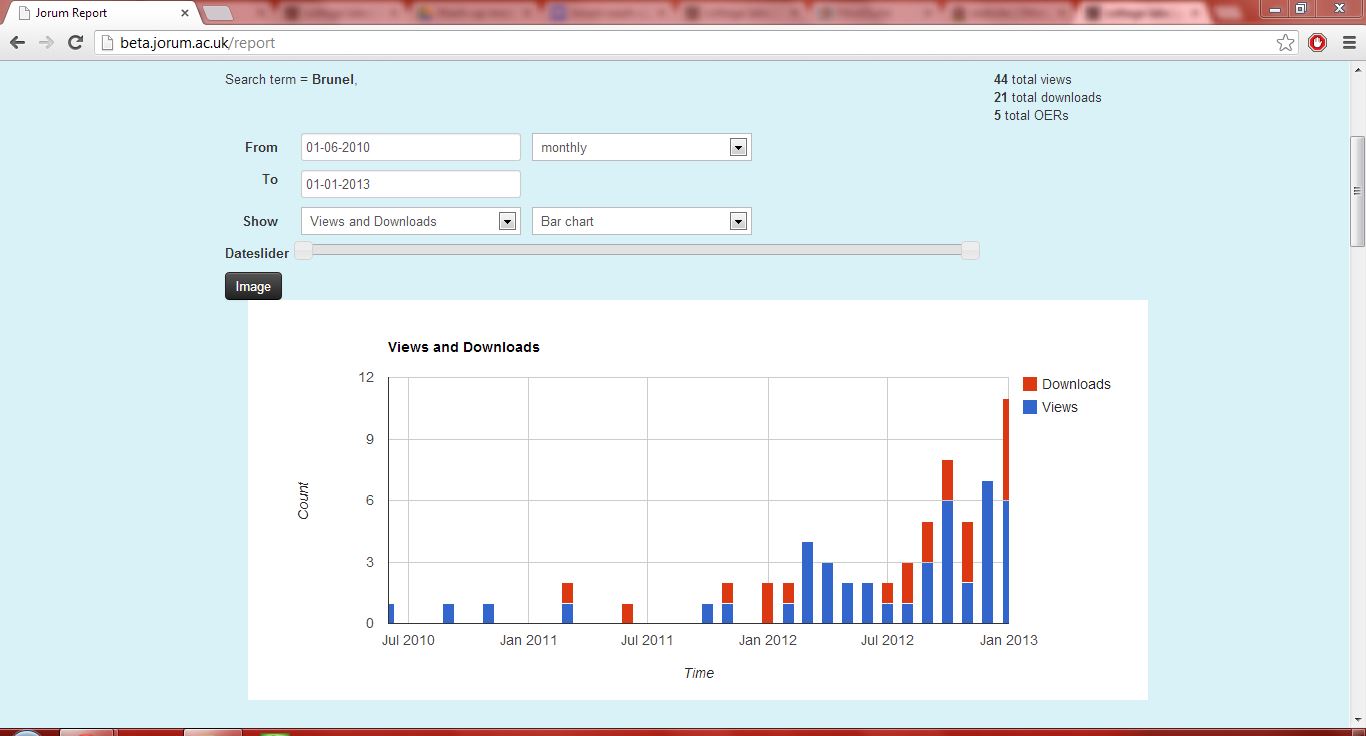 Jorum Report
beta.jorum.ac.uk/report
Search term = Brunel,
44 total views
21 total downloads
5 total OERs
From 01-06-2010 monthly
To 01-01-2013
Show Views and Downloads Bar chart
Dateslider
Image
Views and Downloads
12
9
6
3
0
Count
Jul 2010 Jan 2011 Jul 2011 Jan 2012 Jul 2012 Jan 2013
Time
Downloads
Views